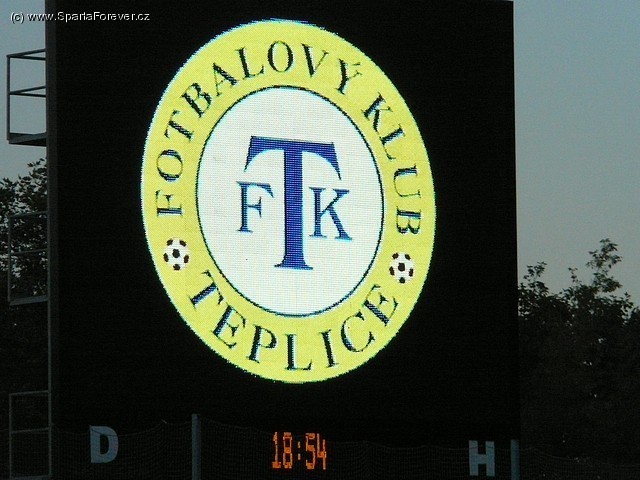 (c) www.SpartaForever.cz
FOTBALOVÝ KLUB
FTK
TEPLICE
D 18:54 H